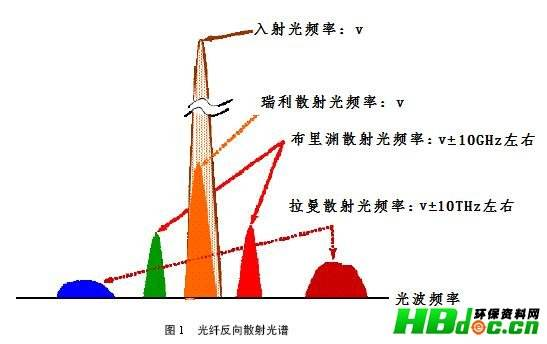 入射光频率：v
瑞利散射光频率：v
布里渊散射光频率：v±10GHz左右
拉曼散射光频率：v±10THz左右
光波频率
图1 光纤反向散射光谱
环保资料网
HBdoc.cn